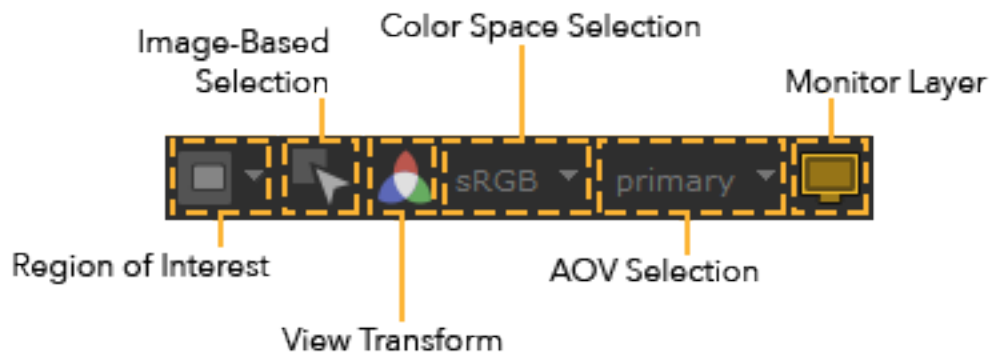 Color Space Selection
Image-Based
Selection
Monitor Layer
sRGB
primary
Region of Interest
AOV Selection
View Transform